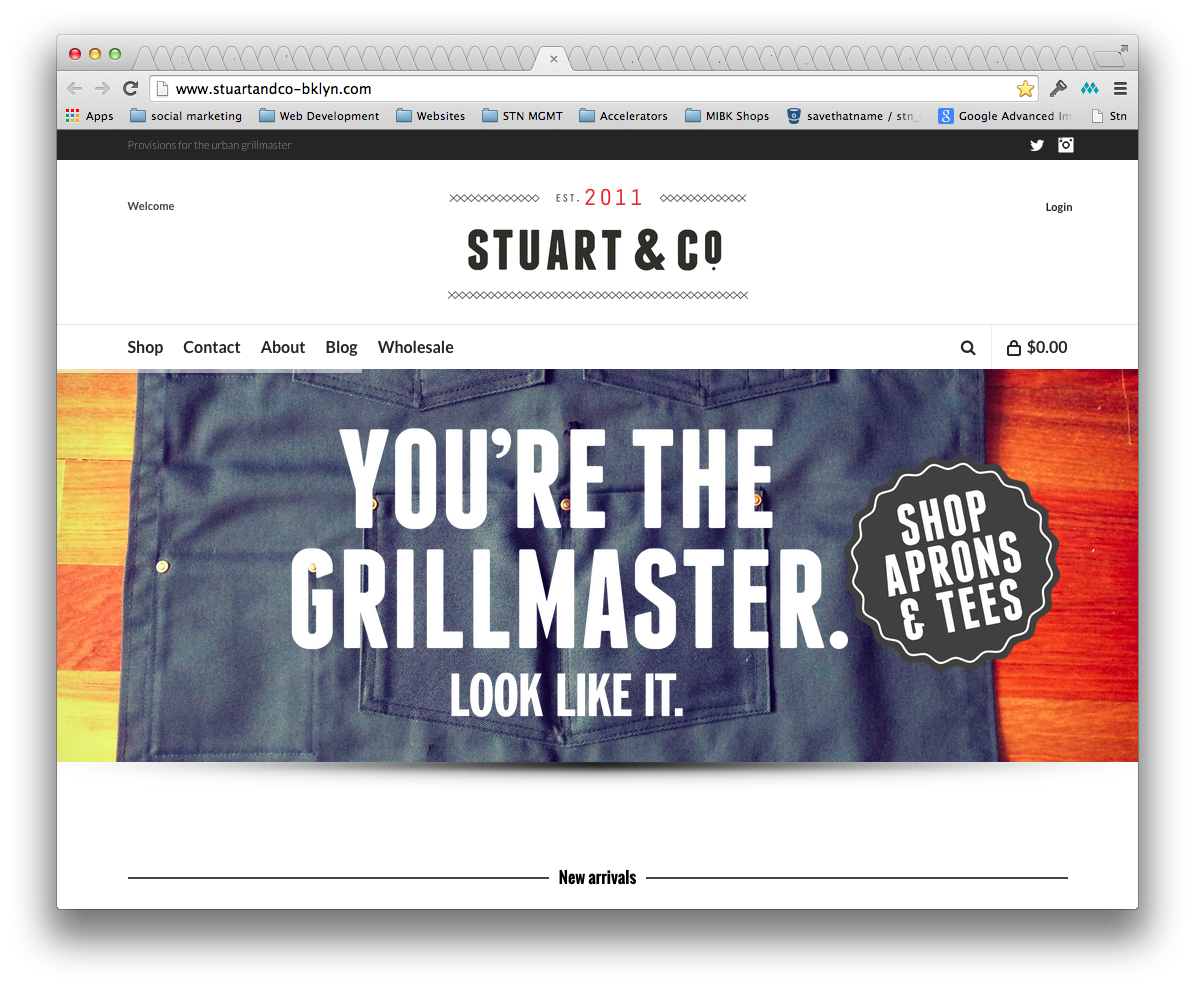 www.stuartandco-bklyn.com
Apps social marketing Web Development Websites STN MGMT Accelerators MIBK Shops savethatname / stn_ Google Advanced Im Stn
Provisions for the urban grillmaster
EST. 2011
Welcome
Login
STUART & CO
Shop Contact About Blog Wholesale
$0.00
YOU'RE THE
GRILLMASTER.
LOOK LIKE IT.
SHOP
APRONS
& TEES
New arrivals